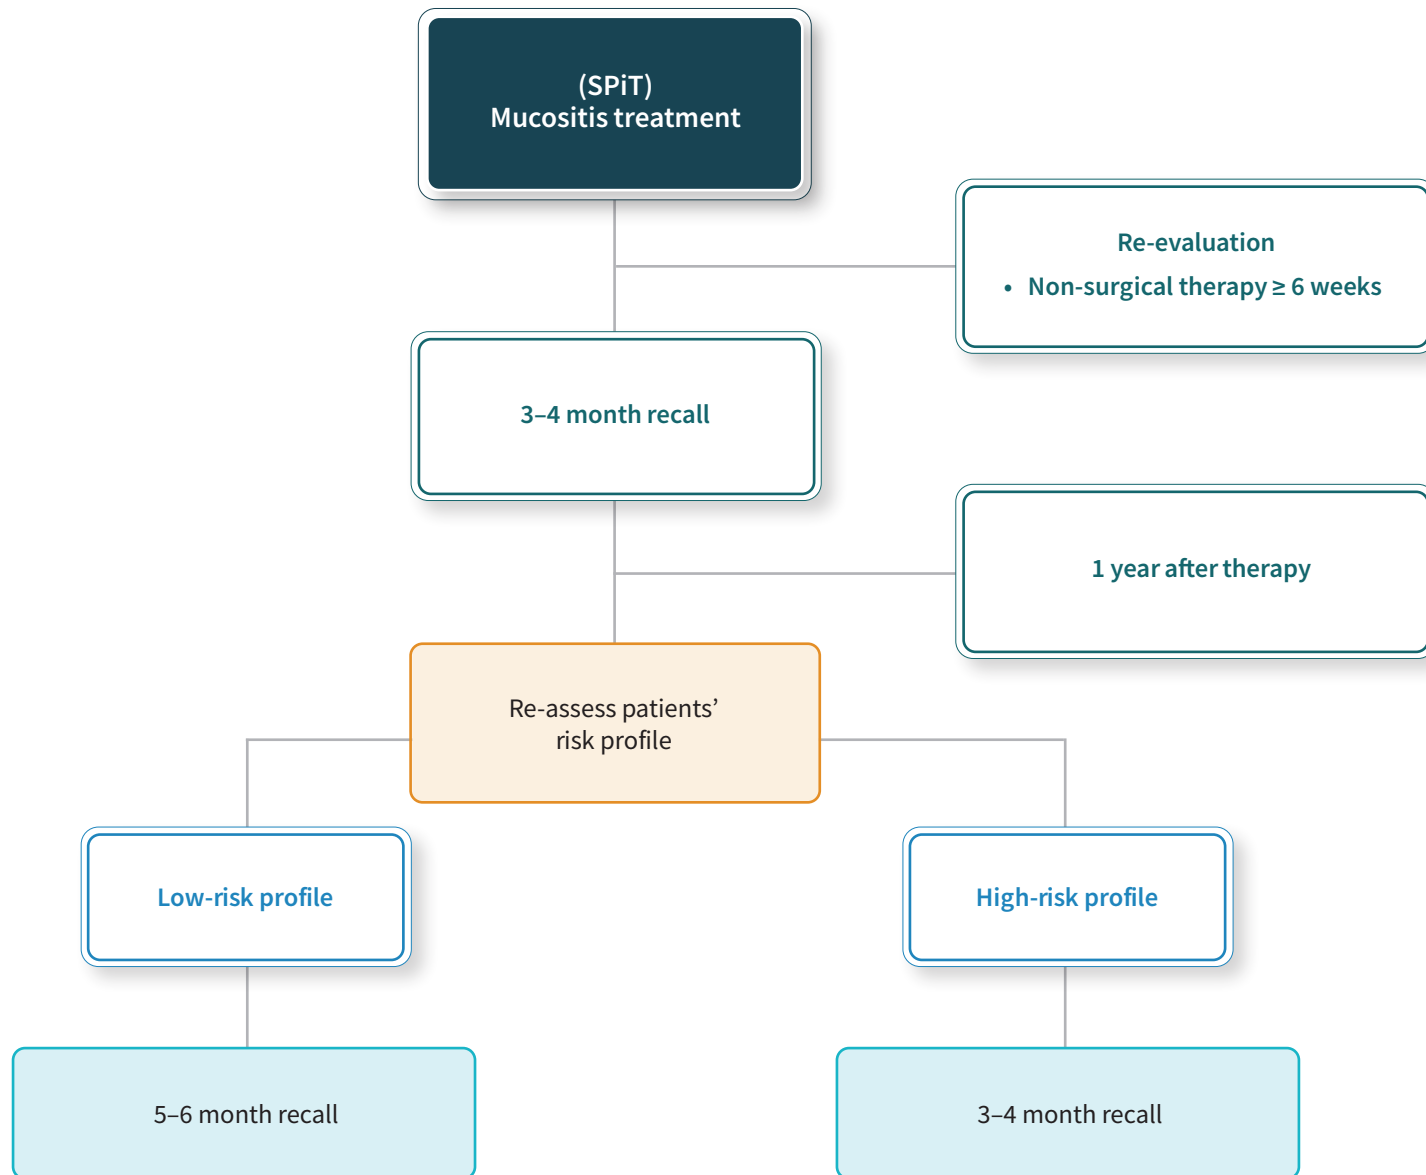 (SPiT)
Mucositis treatment
Re-evaluation
• Non-surgical therapy ≥ 6 weeks
3–4 month recall
1 year after therapy
Re-assess patients’
risk profile
Low-risk profile
High-risk profile
5–6 month recall
3–4 month recall